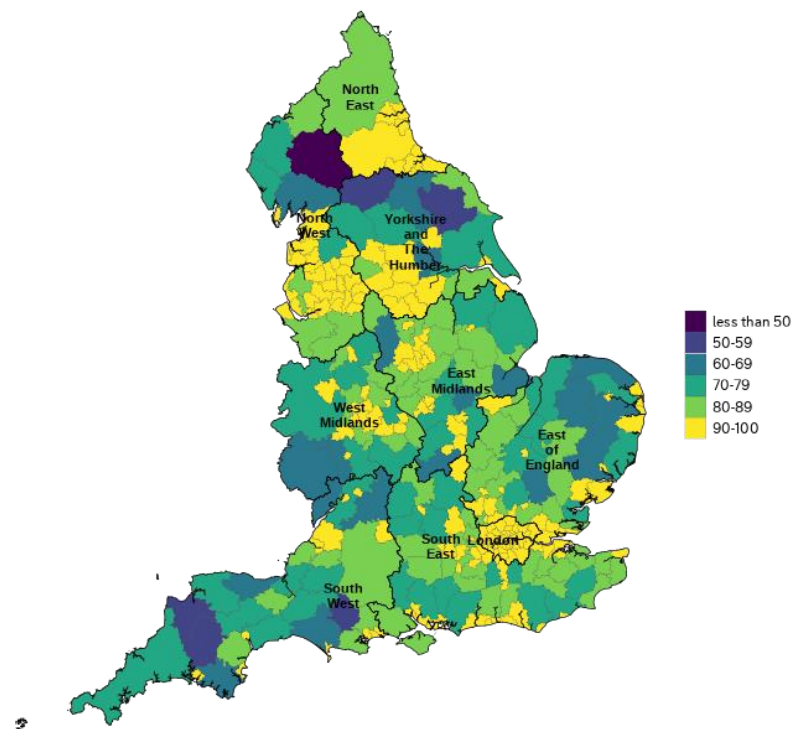 North
East
North
West
Yorkshire
and
The
Humber
East
Midlands
West
Midlands
East
of
England
South
East
London
South
West
less than 50
50-59
60-69
70-79
80-89
90-100